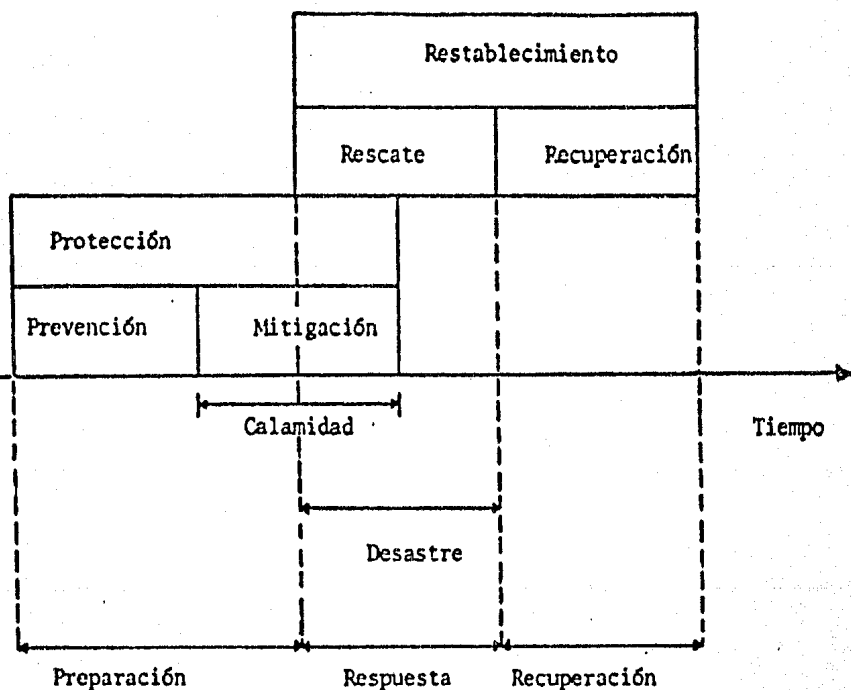 Restablecimiento
Rescate Recuperación
Protección
Prevención Mitigación
Calamidad Tiempo
Desastre
Preparación Respuesta Recuperación